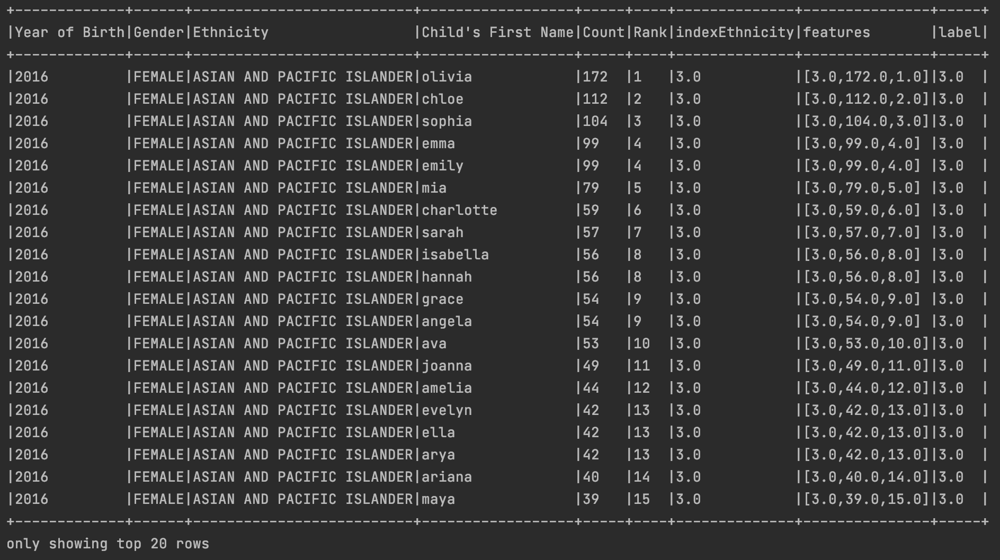 +-------------+------+--------------------------+------------------+-----+----+--------------+---------------+-----+
|Year of Birth|Gender|Ethnicity                 |Child's First Name|Count|Rank|indexEthnicity|features       |label|
+-------------+------+--------------------------+------------------+-----+----+--------------+---------------+-----+
|2016         |FEMALE|ASIAN AND PACIFIC ISLANDER|olivia            |172  |1   |3.0           |[3.0,172.0,1.0]|3.0  |
|2016         |FEMALE|ASIAN AND PACIFIC ISLANDER|chloe             |112  |2   |3.0           |[3.0,112.0,2.0]|3.0  |
|2016         |FEMALE|ASIAN AND PACIFIC ISLANDER|sophia            |104  |3   |3.0           |[3.0,104.0,3.0]|3.0  |
|2016         |FEMALE|ASIAN AND PACIFIC ISLANDER|emma              |99   |4   |3.0           |[3.0,99.0,4.0] |3.0  |
|2016         |FEMALE|ASIAN AND PACIFIC ISLANDER|emily             |99   |4   |3.0           |[3.0,99.0,4.0] |3.0  |
|2016         |FEMALE|ASIAN AND PACIFIC ISLANDER|mia               |79   |5   |3.0           |[3.0,79.0,5.0] |3.0  |
|2016         |FEMALE|ASIAN AND PACIFIC ISLANDER|charlotte         |59   |6   |3.0           |[3.0,59.0,6.0] |3.0  |
|2016         |FEMALE|ASIAN AND PACIFIC ISLANDER|sarah             |57   |7   |3.0           |[3.0,57.0,7.0] |3.0  |
|2016         |FEMALE|ASIAN AND PACIFIC ISLANDER|isabella          |56   |8   |3.0           |[3.0,56.0,8.0] |3.0  |
|2016         |FEMALE|ASIAN AND PACIFIC ISLANDER|hannah            |56   |8   |3.0           |[3.0,56.0,8.0] |3.0  |
|2016         |FEMALE|ASIAN AND PACIFIC ISLANDER|grace             |54   |9   |3.0           |[3.0,54.0,9.0] |3.0  |
|2016         |FEMALE|ASIAN AND PACIFIC ISLANDER|angela            |54   |9   |3.0           |[3.0,54.0,9.0] |3.0  |
|2016         |FEMALE|ASIAN AND PACIFIC ISLANDER|ava               |53   |10  |3.0           |[3.0,53.0,10.0]|3.0  |
|2016         |FEMALE|ASIAN AND PACIFIC ISLANDER|joanna            |49   |11  |3.0           |[3.0,49.0,11.0]|3.0  |
|2016         |FEMALE|ASIAN AND PACIFIC ISLANDER|amelia            |44   |12  |3.0           |[3.0,44.0,12.0]|3.0  |
|2016         |FEMALE|ASIAN AND PACIFIC ISLANDER|evelyn            |42   |13  |3.0           |[3.0,42.0,13.0]|3.0  |
|2016         |FEMALE|ASIAN AND PACIFIC ISLANDER|ella              |42   |13  |3.0           |[3.0,42.0,13.0]|3.0  |
|2016         |FEMALE|ASIAN AND PACIFIC ISLANDER|arya              |42   |13  |3.0           |[3.0,42.0,13.0]|3.0  |
|2016         |FEMALE|ASIAN AND PACIFIC ISLANDER|ariana            |40   |14  |3.0           |[3.0,40.0,14.0]|3.0  |
|2016         |FEMALE|ASIAN AND PACIFIC ISLANDER|maya              |39   |15  |3.0           |[3.0,39.0,15.0]|3.0  |
+-------------+------+--------------------------+------------------+-----+----+--------------+---------------+-----+
only showing top 20 rows